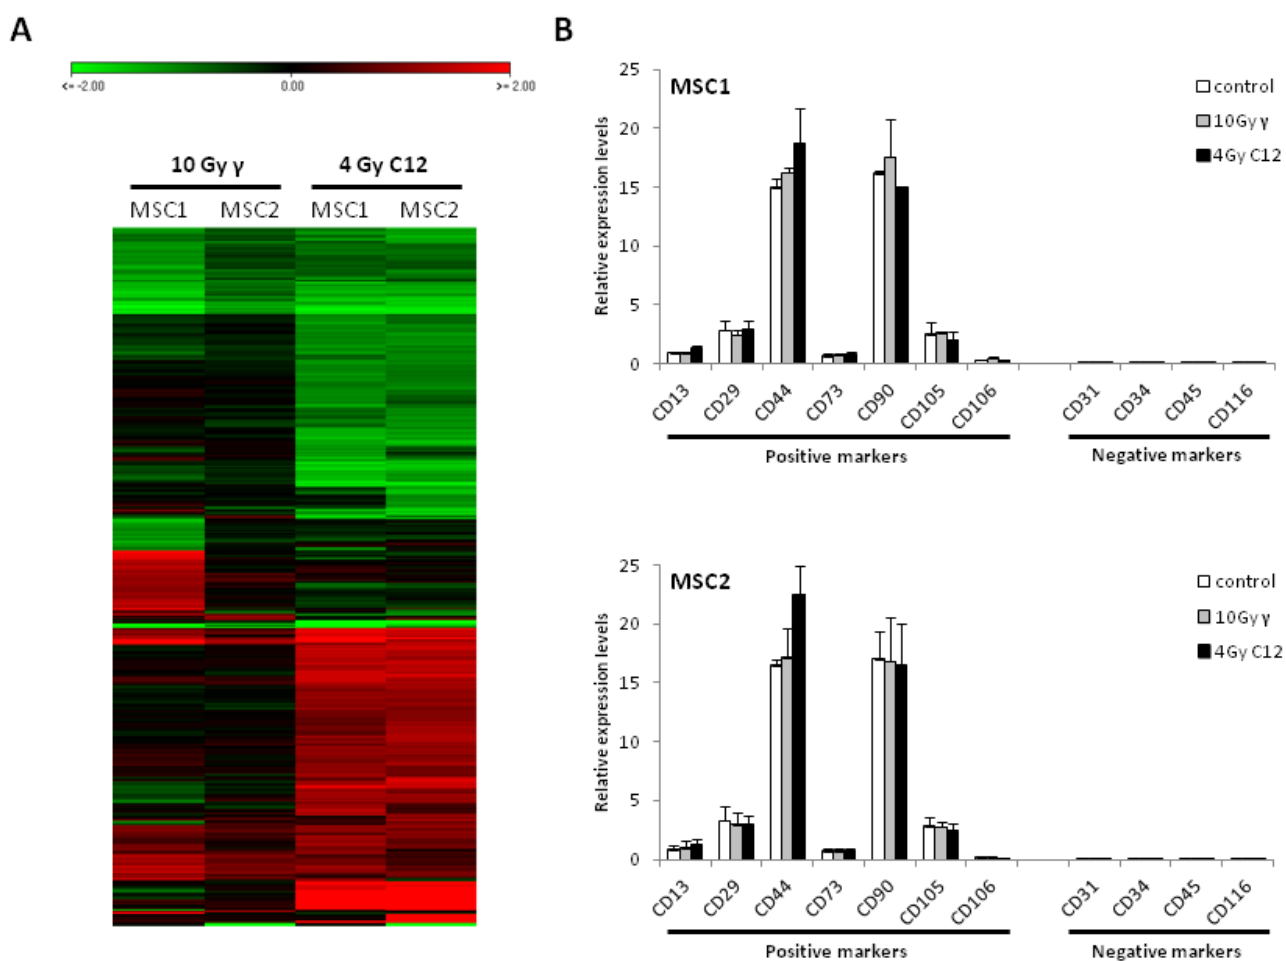 A
<= -2.00 0.00 >= 2.00
10 Gy γ 4 Gy C12
MSC1 MSC2 MSC1 MSC2
B
MSC1
control
10Gy γ
4Gy C12
Relative expression levels
25
20
15
10
5
0
CD13 CD29 CD44 CD73 CD90 CD105 CD106 CD31 CD34 CD45 CD116
Positive markers Negative markers
MSC2
control
10Gy γ
4Gy C12
Relative expression levels
25
20
15
10
5
0
CD13 CD29 CD44 CD73 CD90 CD105 CD106 CD31 CD34 CD45 CD116
Positive markers Negative markers